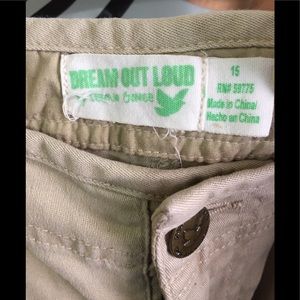 DREAM OUT LOUD
15
RN# 59775
Made in China/
Hecho en China